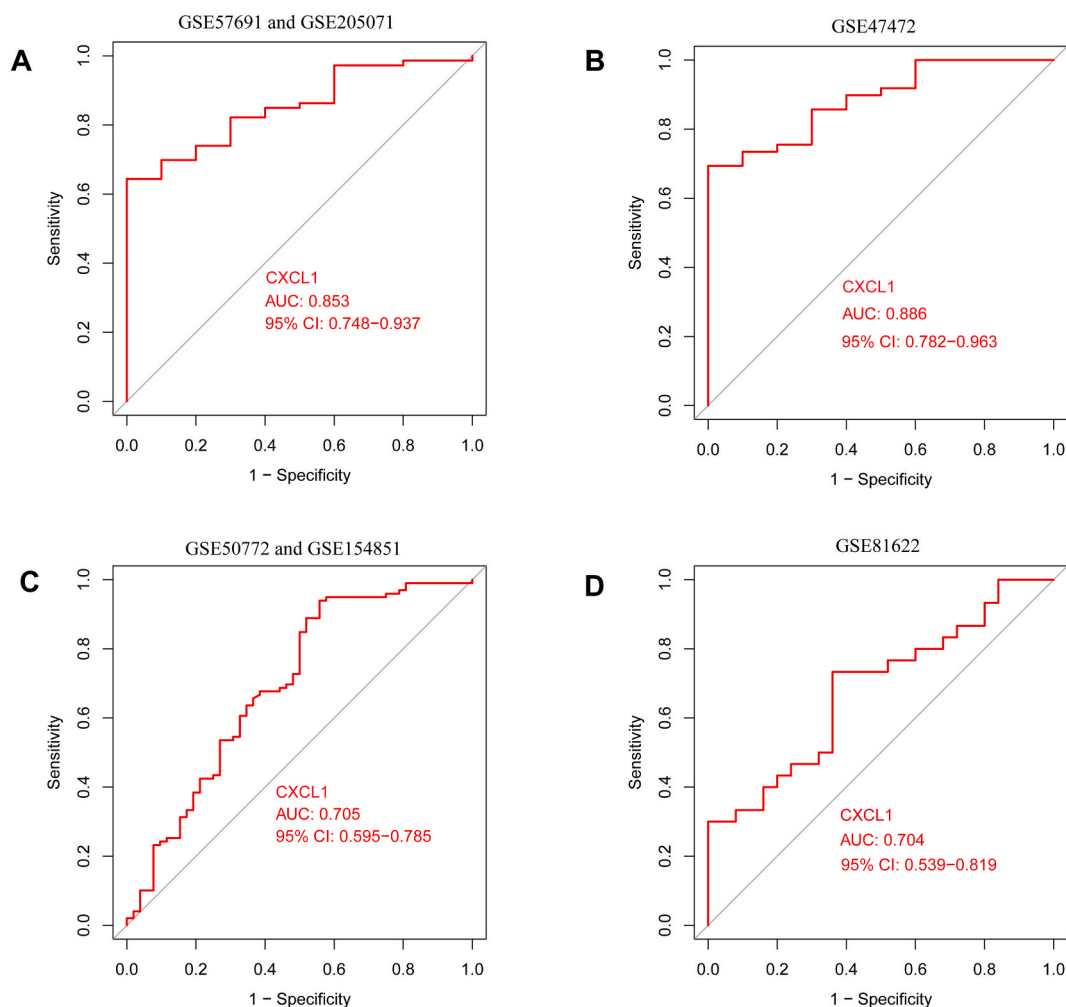 A
GSE57691 and GSE205071
Sensitivity
1.0
0.8
0.6
0.4
0.2
0.0
CXCL1
AUC: 0.853
95% CI: 0.748−0.937
0.0 0.2 0.4 0.6 0.8 1.0
1 − Specificity
B
GSE47472
Sensitivity
1.0
0.8
0.6
0.4
0.2
0.0
CXCL1
AUC: 0.886
95% CI: 0.782−0.963
0.0 0.2 0.4 0.6 0.8 1.0
1 − Specificity
C
GSE50772 and GSE154851
Sensitivity
1.0
0.8
0.6
0.4
0.2
0.0
CXCL1
AUC: 0.705
95% CI: 0.595−0.785
0.0 0.2 0.4 0.6 0.8 1.0
1 − Specificity
D
GSE81622
Sensitivity
1.0
0.8
0.6
0.4
0.2
0.0
CXCL1
AUC: 0.704
95% CI: 0.539−0.819
0.0 0.2 0.4 0.6 0.8 1.0
1 − Specificity